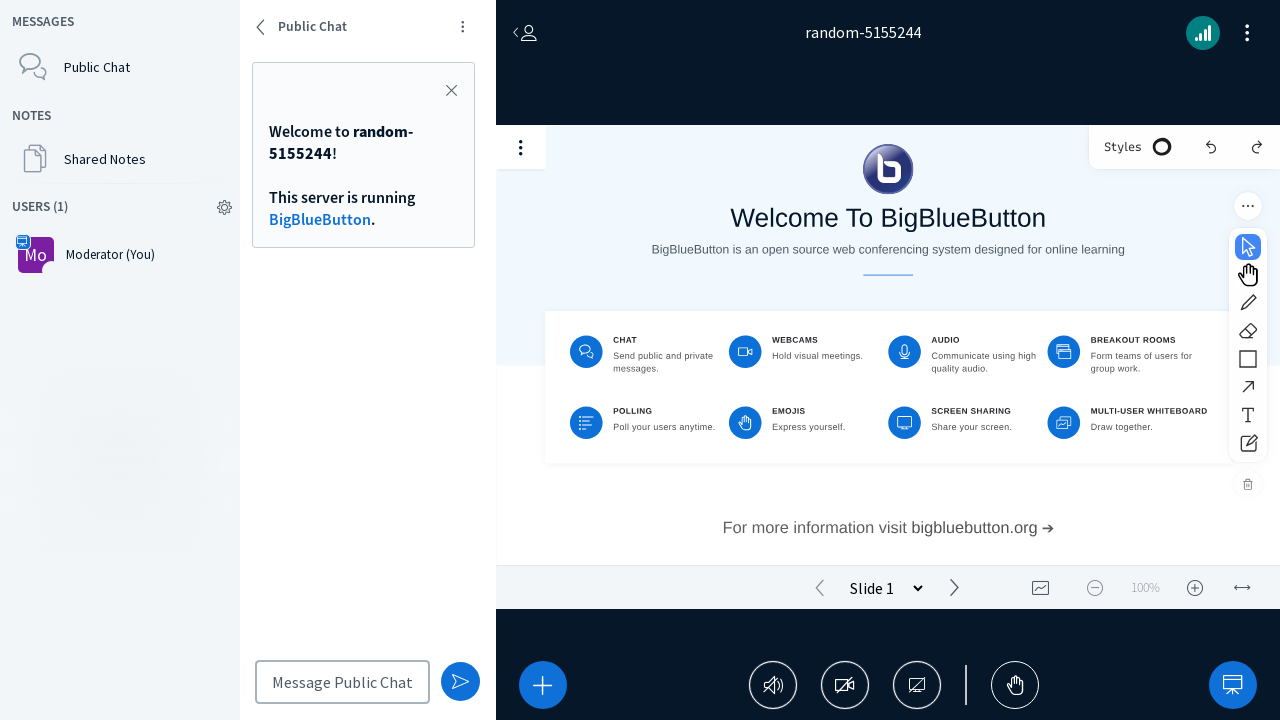 MESSAGES
Public Chat
NOTES
Shared Notes
USERS (1)
Mo
Moderator (You)
Public Chat
Welcome to random-
5155244!
This server is running
BigBlueButton.
Message Public Chat
random-5155244
Styles
b
Welcome To BigBlueButton
BigBlueButton is an open source web conferencing system designed for online learning
CHAT
Send public and private
messages.
WEBCAMS
Hold visual meetings.
AUDIO
Communicate using high
quality audio.
BREAKOUT ROOMS
Form teams of users for
group work.
POLLING
Poll your users anytime.
EMOJIS
Express yourself.
SCREEN SHARING
Share your screen.
MULTI-USER WHITEBOARD
Draw together.
For more information visit bigbluebutton.org →
Slide 1
100%